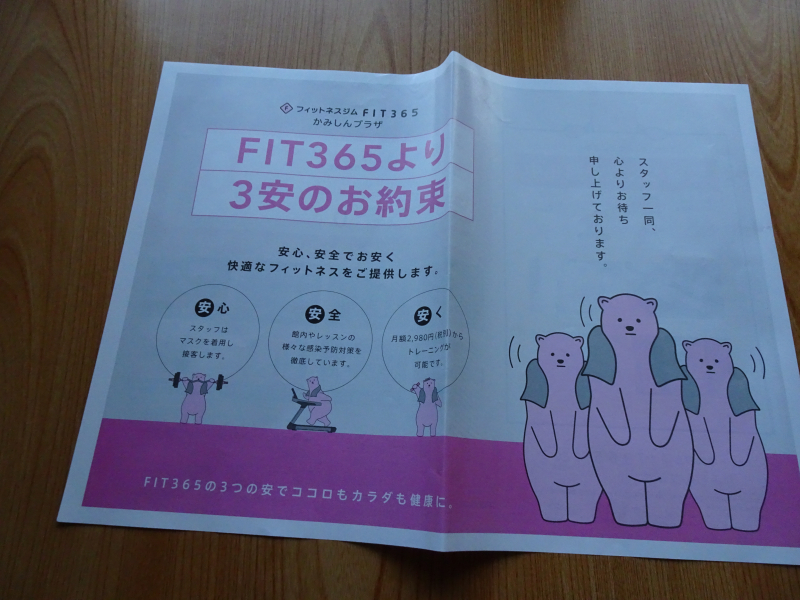 フィットネスジム FIT365
かみしんプラザ
FIT365より
3安のお約束
安心、安全でお安く
快適なフィットネスをご提供します。
安心
スタッフは
マスクを着用し
接客します。
安全
館内やレッスンの
様々な感染予防対策を
徹底しています。
安く
月額2,980円(税別)から
トレーニングが
可能です。
FIT365の3つの安でココロもカラダも健康に。
スタッフ一同、
心よりお待ち
申し上げております。